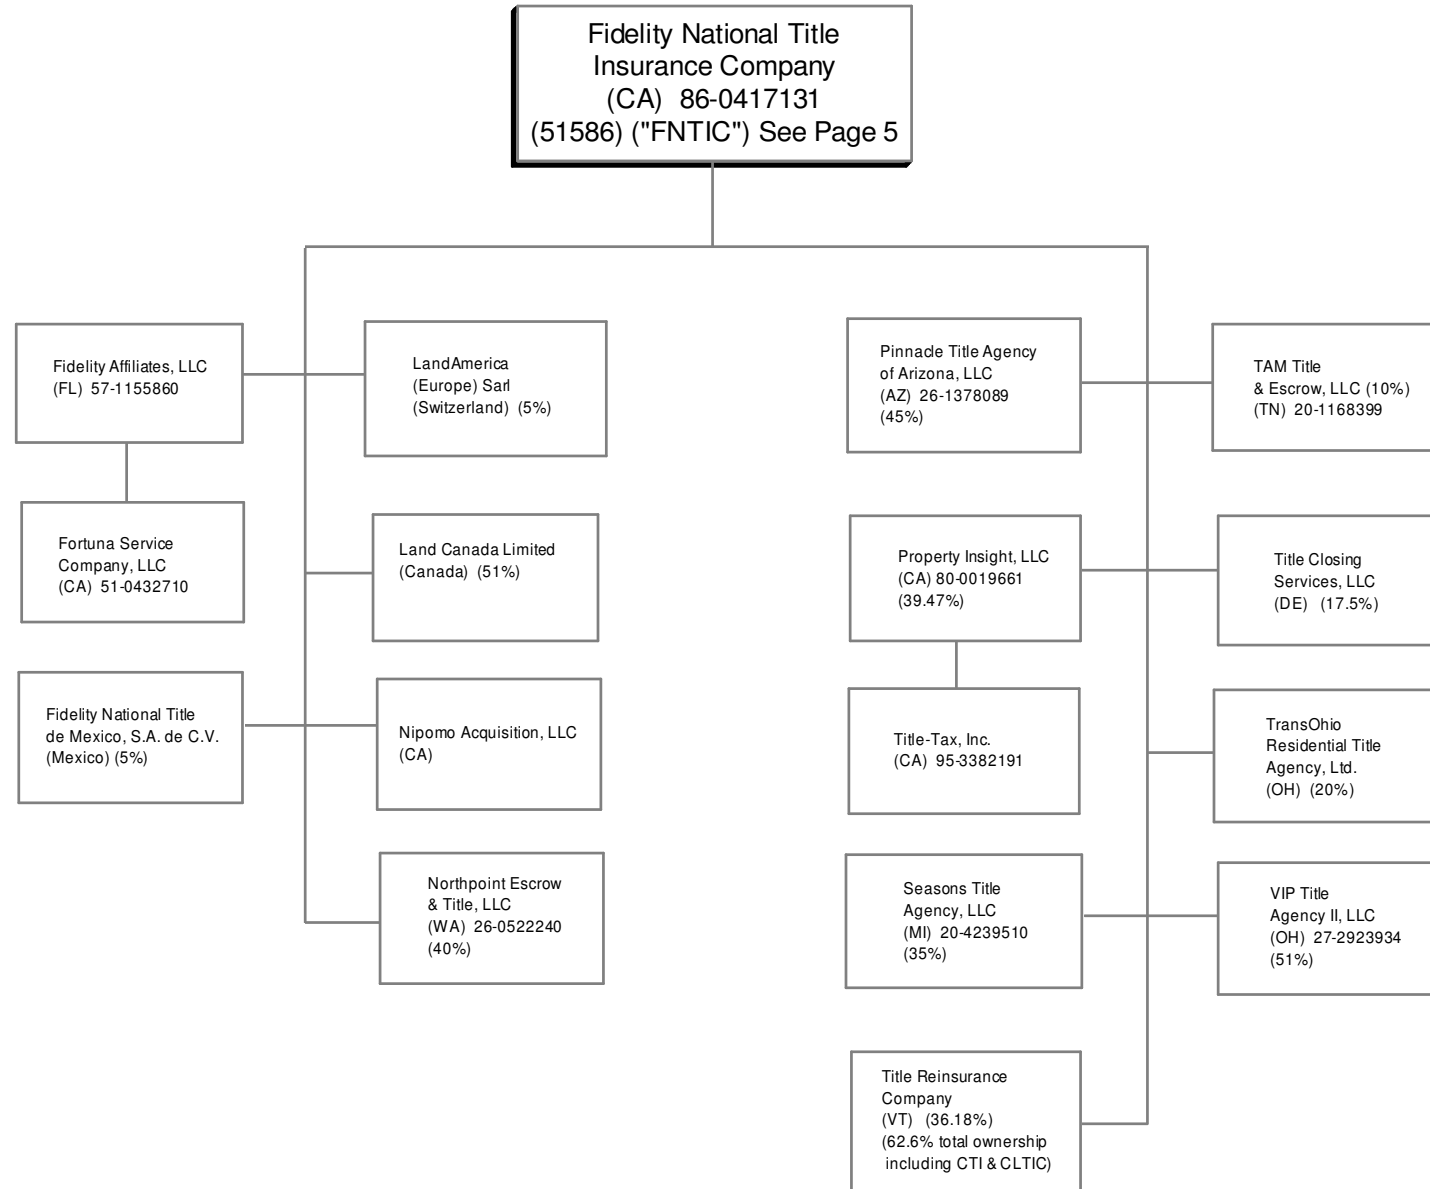 Fidelity National Title
Insurance Company
(CA) 86-0417131
(51586) ("FNTIC") See Page 5
Fidelity Affiliates, LLC
(FL) 57-1155860
LandAmerica
(Europe) Sarl
(Switzerland) (5%)
Pinnacle Title Agency
of Arizona, LLC
(AZ) 26-1378089
(45%)
TAM Title
& Escrow, LLC (10%)
(TN) 20-1168399
Fortuna Service
Company, LLC
(CA) 51-0432710
Land Canada Limited
(Canada) (51%)
Property Insight, LLC
(CA) 80-0019661
(39.47%)
Title Closing
Services, LLC
(DE) (17.5%)
Fidelity National Title
de Mexico, S.A. de C.V.
(Mexico) (5%)
Nipomo Acquisition, LLC
(CA)
Title-Tax, Inc.
(CA) 95-3382191
TransOhio
Residential Title
Agency, Ltd.
(OH) (20%)
Northpoint Escrow
& Title, LLC
(WA) 26-0522240
(40%)
Seasons Title
Agency, LLC
(MI) 20-4239510
(35%)
VIP Title
Agency II, LLC
(OH) 27-2923934
(51%)
Title Reinsurance
Company
(VT) (36.18%)
(62.6% total ownership
including CTI & CLTIC)